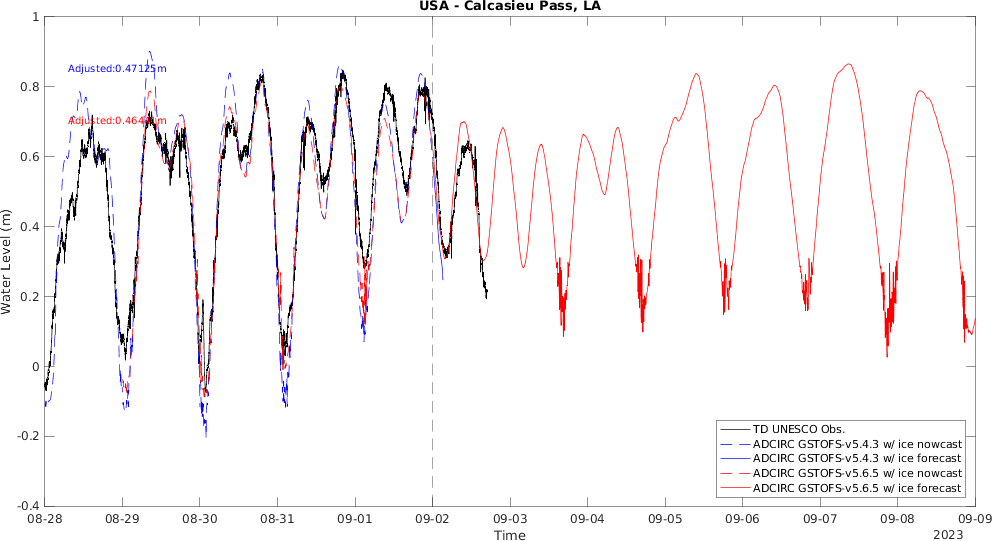 USA - Calcasieu Pass, LA
Water Level (m)
1
0.8
0.6
0.4
0.2
0
-0.2
-0.4
Adjusted:0.47125m
TD UNESCO Obs.
ADCIRC GSTOFS-v5.4.3 w/ ice nowcast
ADCIRC GSTOFS-v5.4.3 w/ ice forecast
ADCIRC GSTOFS-v5.6.5 w/ ice nowcast
ADCIRC GSTOFS-v5.6.5 w/ ice forecast
08-28 08-29 08-30 08-31 09-01 09-02 09-03 09-04 09-05 09-06 09-07 09-08 09-09
Time
2023